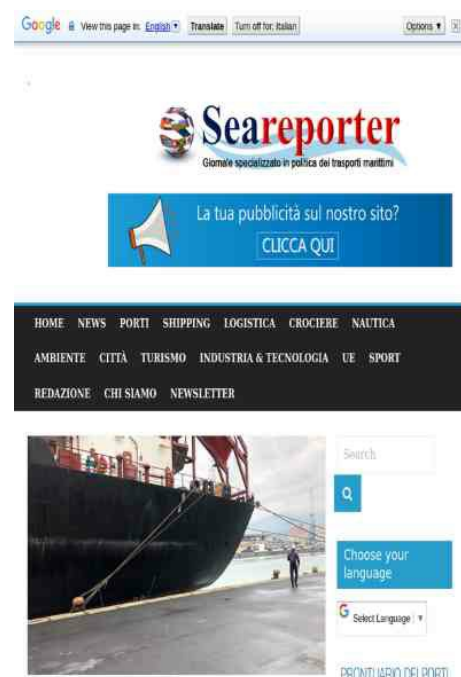 Google View this page in: English Translate Turn off for: Italian Options
Seareporter
Giornale specializzato in politica dei trasporti marittimi
La tua pubblicità sul nostro sito?
CLICCA QUI
HOME NEWS PORTI SHIPPING LOGISTICA CROCIERE NAUTICA
AMBIENTE CITTÀ TURISMO INDUSTRIA & TECNOLOGIA UE SPORT
REDAZIONE CHI SIAMO NEWSLETTER
Search
Choose your
language
G Select Language
PRONTUARIO DEI PORTI